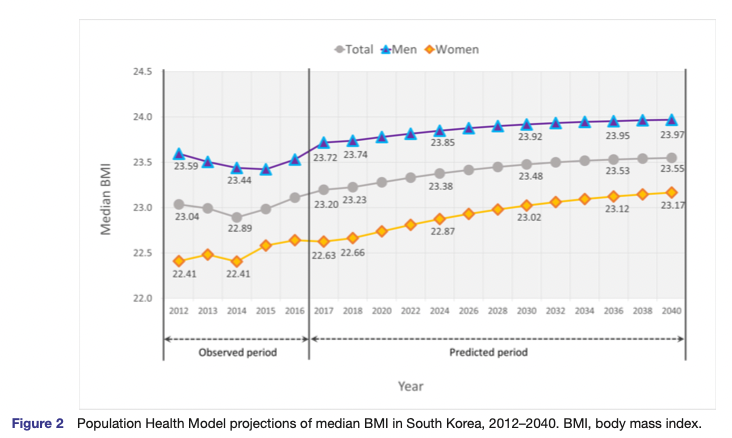 Total Men Women
24.5
24.0
23.5
23.0
22.5
22.0
Median BMI
23.59 23.44 23.72 23.74 23.85 23.92 23.95 23.97
23.04 22.89 23.20 23.23 23.38 23.48 23.53 23.55
22.41 22.41 22.63 22.66 22.87 23.02 23.12 23.17
2012 2013 2014 2015 2016 2017 2018 2020 2022 2024 2026 2028 2030 2032 2034 2036 2038 2040
Observed period Predicted period
Year
Figure 2 Population Health Model projections of median BMI in South Korea, 2012–2040. BMI, body mass index.